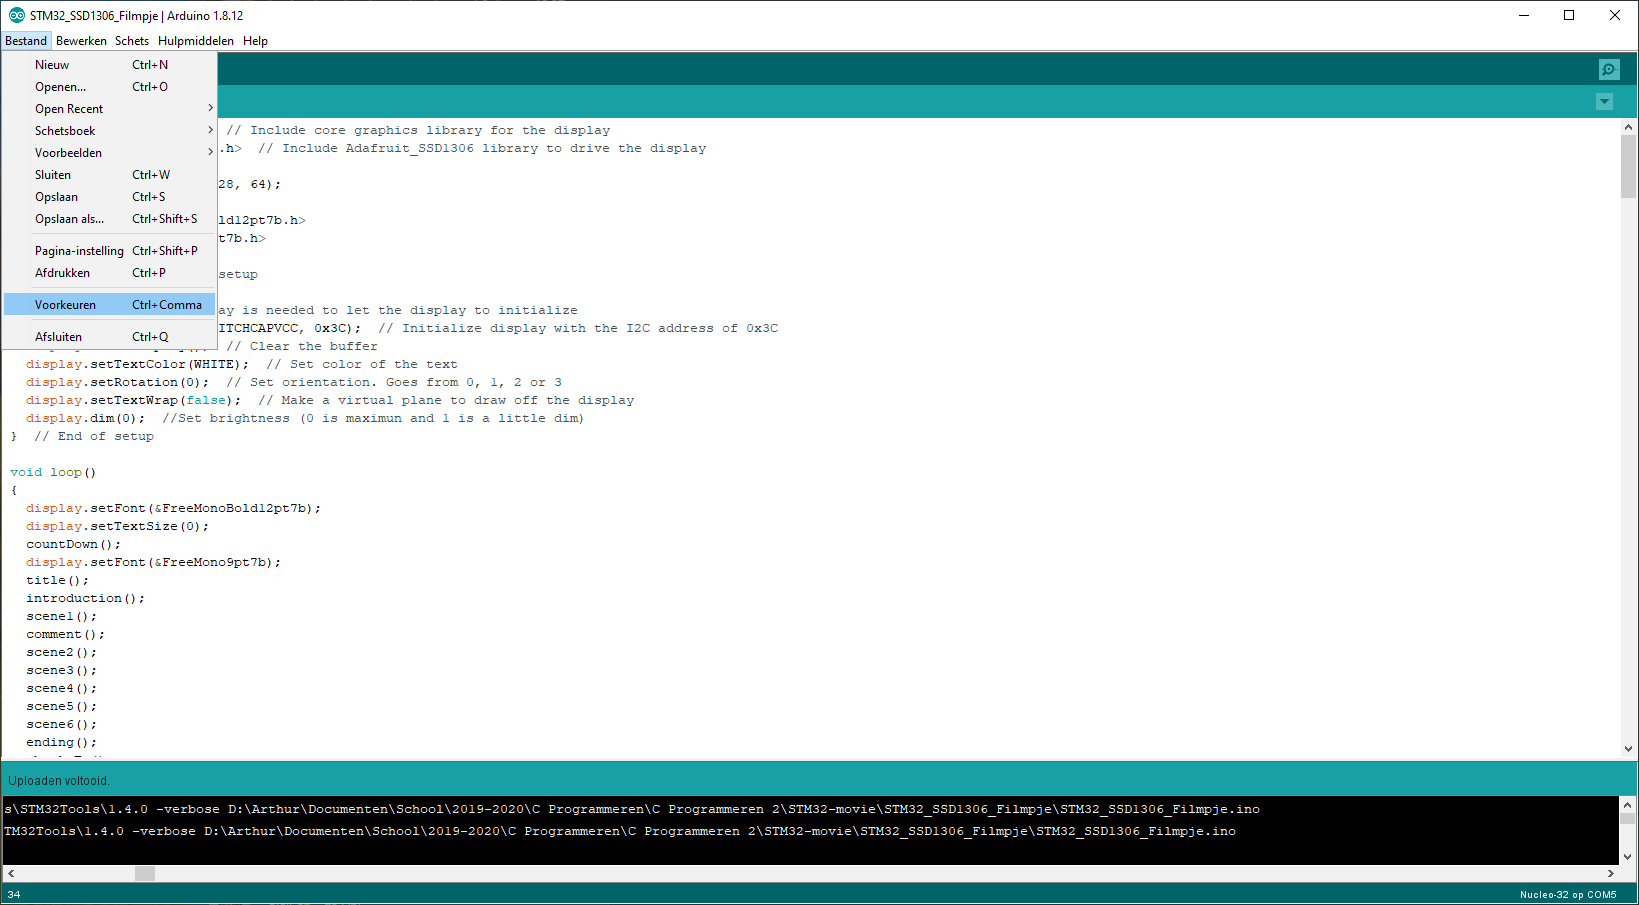 STM32_SSD1306_Filmpje | Arduino 1.8.12
Bestand Bewerken Schets Hulpmiddelen Help
Nieuw Ctrl+N
Openen... Ctrl+O
Open Recent
Schetsboek
Voorbeelden
Sluiten Ctrl+W
Opslaan Ctrl+S
Opslaan als... Ctrl+Shift+S
Pagina-instelling Ctrl+Shift+P
Afdrukken Ctrl+P
Voorkeuren Ctrl+Comma
Afsluiten Ctrl+Q
// Include core graphics library for the display
.h> // Include Adafruit_SSD1306 library to drive the display
28, 64);
ld12pt7b.h>
t7b.h>
setup
ay is needed to let the display to initialize
ITCHCAPVCC, 0x3C); // Initialize display with the I2C address of 0x3C
// Clear the buffer
display.setTextColor(WHITE); // Set color of the text
display.setRotation(0); // Set orientation. Goes from 0, 1, 2 or 3
display.setTextWrap(false); // Make a virtual plane to draw off the display
display.dim(0); //Set brightness (0 is maximun and 1 is a little dim)
} // End of setup
void loop()
{
display.setFont(&FreeMonoBold12pt7b);
display.setTextSize(0);
countDown();
display.setFont(&FreeMono9pt7b);
title();
introduction();
scene1();
comment();
scene2();
scene3();
scene4();
scene5();
scene6();
ending();
Uploaden voltooid.
s\STM32Tools\1.4.0 -verbose D:\Arthur\Documenten\School\2019-2020\C Programmeren\C Programmeren 2\STM32-movie\STM32_SSD1306_Filmpje\STM32_SSD1306_Filmpje.ino
TM32Tools\1.4.0 -verbose D:\Arthur\Documenten\School\2019-2020\C Programmeren\C Programmeren 2\STM32-movie\STM32_SSD1306_Filmpje\STM32_SSD1306_Filmpje.ino
34
Nucleo-32 op COM5